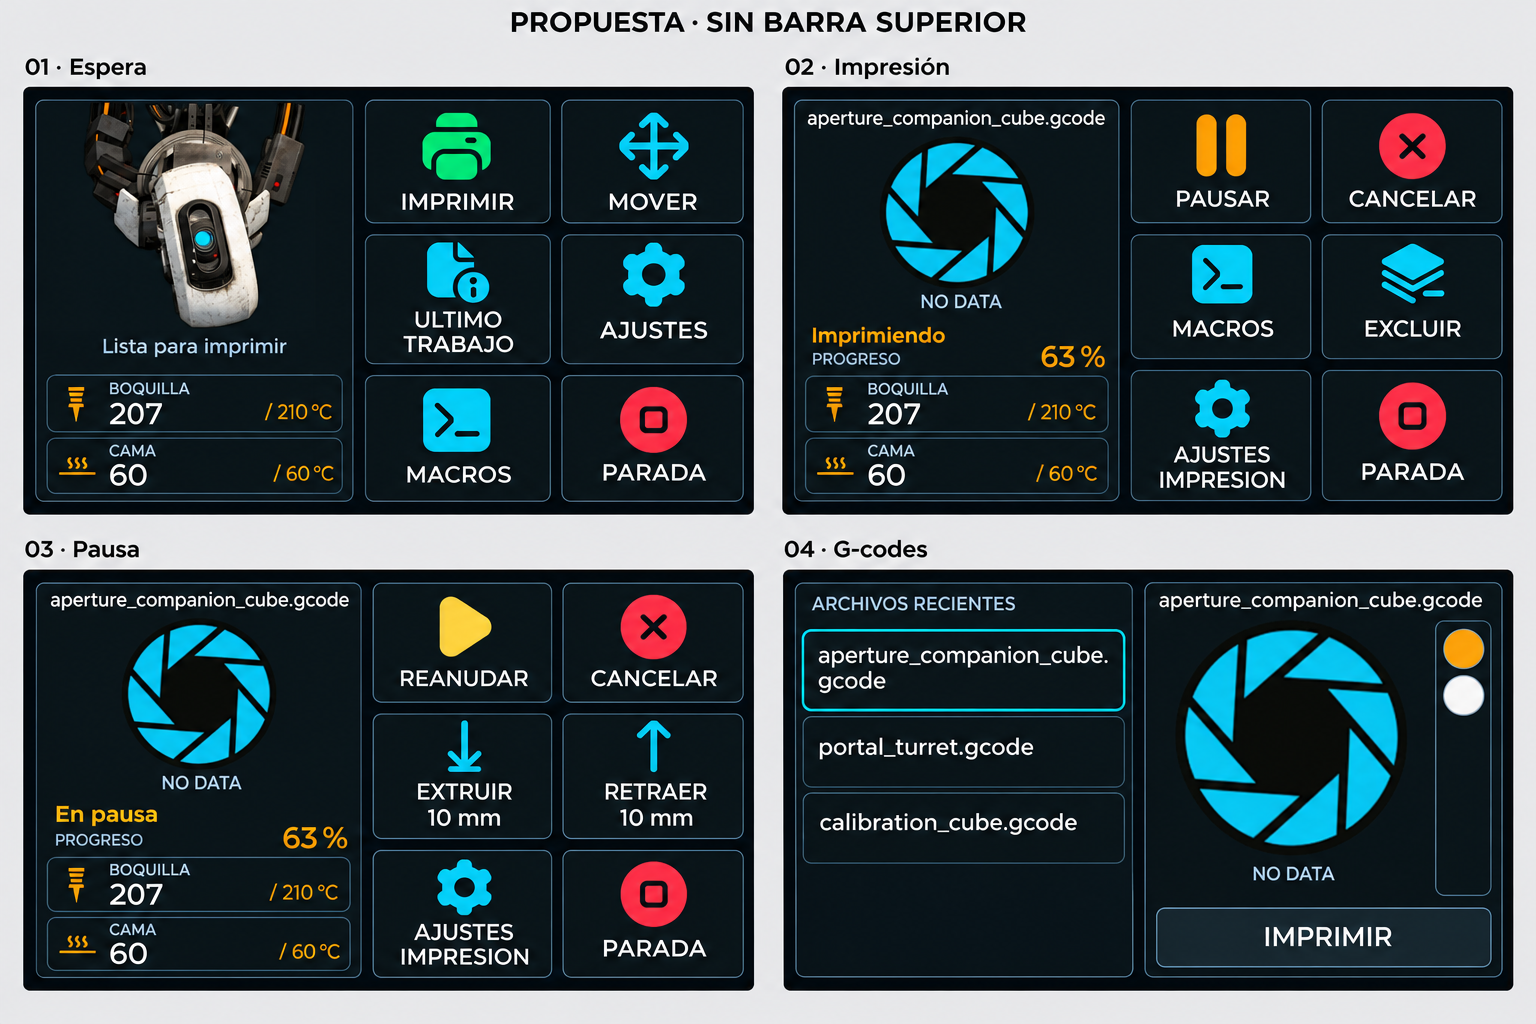 PROPUESTA · SIN BARRA SUPERIOR
01 · Espera
Lista para imprimir
BOQUILLA
207 / 210 °C
CAMA
60 / 60 °C
IMPRIMIR
MOVER
ULTIMO
TRABAJO
AJUSTES
MACROS
PARADA
02 · Impresión
aperture_companion_cube.gcode
NO DATA
Imprimiendo
PROGRESO 63 %
BOQUILLA
207 / 210 °C
CAMA
60 / 60 °C
PAUSAR
CANCELAR
MACROS
EXCLUIR
AJUSTES
IMPRESION
PARADA
03 · Pausa
aperture_companion_cube.gcode
NO DATA
En pausa
PROGRESO 63 %
BOQUILLA
207 / 210 °C
CAMA
60 / 60 °C
REANUDAR
CANCELAR
EXTRUIR
10 mm
RETRAER
10 mm
AJUSTES
IMPRESION
PARADA
04 · G-codes
ARCHIVOS RECIENTES
aperture_companion_cube.
gcode
portal_turret.gcode
calibration_cube.gcode
aperture_companion_cube.gcode
NO DATA
IMPRIMIR